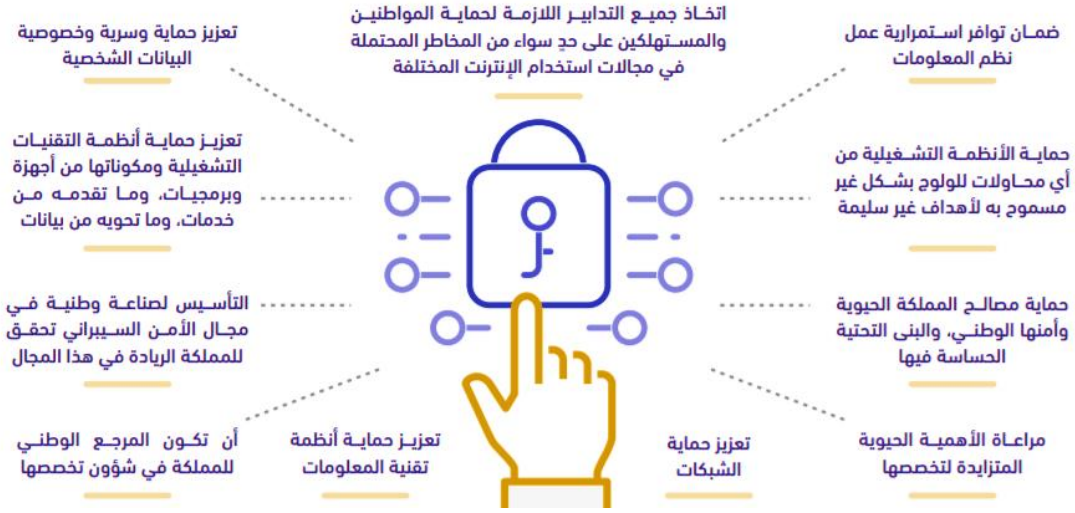 اتخاذ جميع التدابير اللازمة لحماية المواطنين
والمستهلكين على حدٍ سواء من المخاطر المحتملة
في مجالات استخدام الإنترنت المختلفة
ضمان توافر استمرارية عمل
نظم المعلومات
حماية الأنظمة التشغيلية من
أي محاولات للولوج بشكل غير
مسموح به لأهداف غير سليمة
حماية مصالح المملكة الحيوية
وأمنها الوطني، والبنى التحتية
الحساسة فيها
مراعاة الأهمية الحيوية
المتزايدة لتخصصها
تعزيز حماية
الشبكات
تعزيز حماية أنظمة
تقنية المعلومات
تعزيز حماية وسرية وخصوصية
البيانات الشخصية
تعزيز حماية أنظمة التقنيات
التشغيلية ومكوناتها من أجهزة
وبرمجيات، وما تقدمه من
خدمات، وما تحويه من بيانات
التأسيس لصناعة وطنية في
مجال الأمن السيبراني تحقق
للمملكة الريادة في هذا المجال
أن تكون المرجع الوطني
للمملكة في شؤون تخصصها